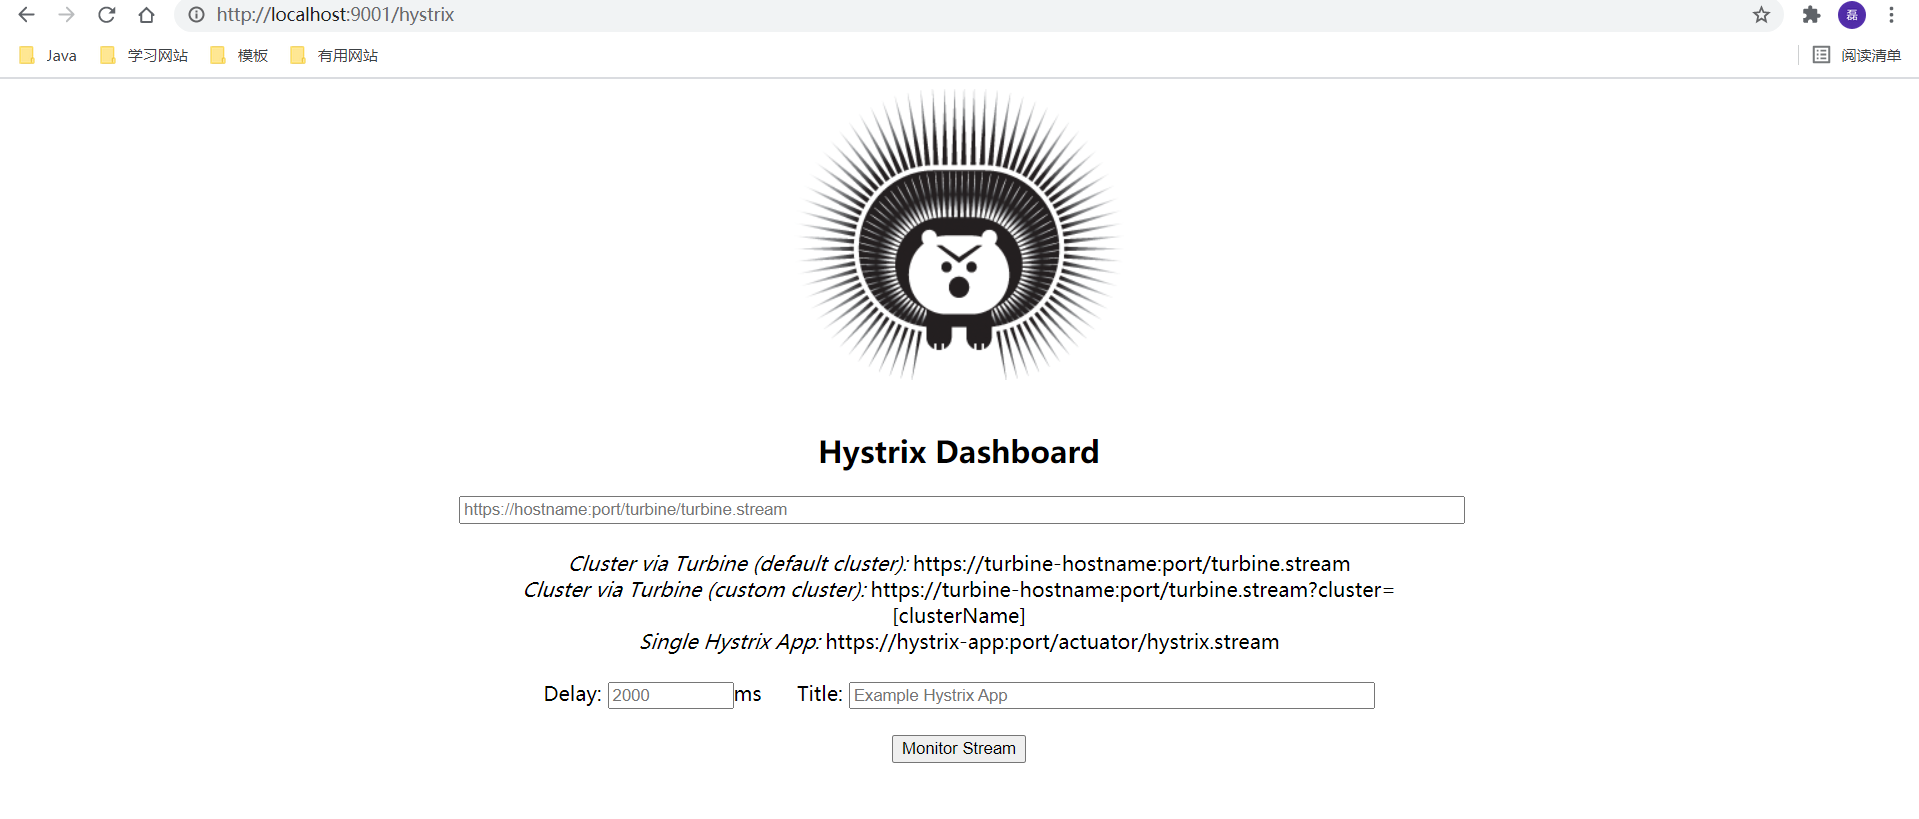 http://localhost:9001/hystrix
磊
Java 学习网站 模板 有用网站 阅读清单
Hystrix Dashboard
https://hostname:port/turbine/turbine.stream
Cluster via Turbine (default cluster): https://turbine-hostname:port/turbine.stream
Cluster via Turbine (custom cluster): https://turbine-hostname:port/turbine.stream?cluster=
[clusterName]
Single Hystrix App: https://hystrix-app:port/actuator/hystrix.stream
Delay: 2000 ms Title: Example Hystrix App
Monitor Stream